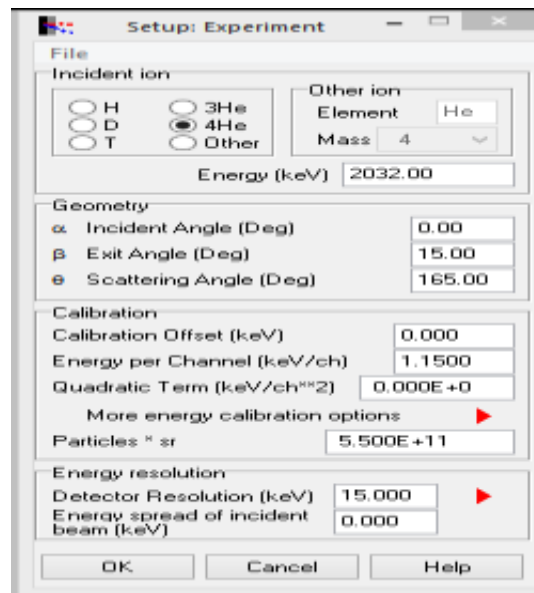 Setup: Experiment
File
Incident ion
H 3He
D 4He
T Other
Other ion
Element He
Mass 4
Energy (keV) 2032.00
Geometry
α Incident Angle (Deg) 0.00
β Exit Angle (Deg) 15.00
θ Scattering Angle (Deg) 165.00
Calibration
Calibration Offset (keV) 0.000
Energy per Channel (keV/ch) 1.1500
Quadratic Term (keV/ch**2) 0.000E+0
More energy calibration options
Particles * sr 5.500E+11
Energy resolution
Detector Resolution (keV) 15.000
Energy spread of incident
beam (keV) 0.000
OK Cancel Help